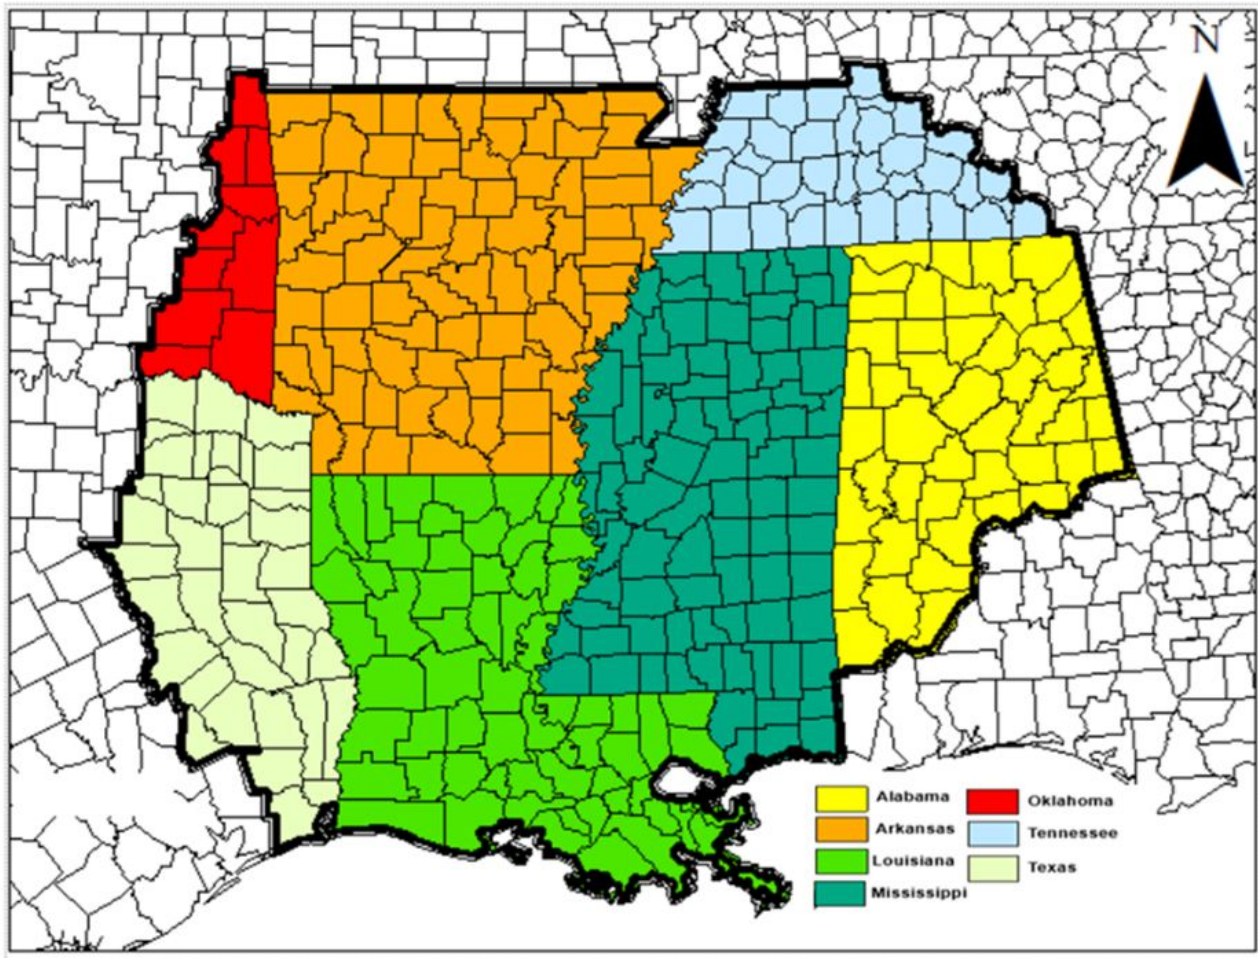 N
Alabama
Oklahoma
Arkansas
Tennessee
Louisiana
Texas
Mississippi